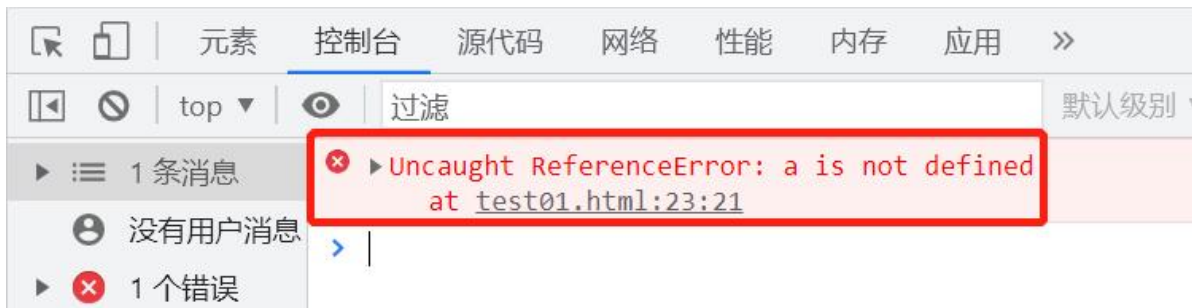 元素 控制台 源代码 网络 性能 内存 应用 »
top ▼ 过滤 默认级别
1 条消息
Uncaught ReferenceError: a is not defined
at test01.html:23:21
没有用户消息
1 个错误